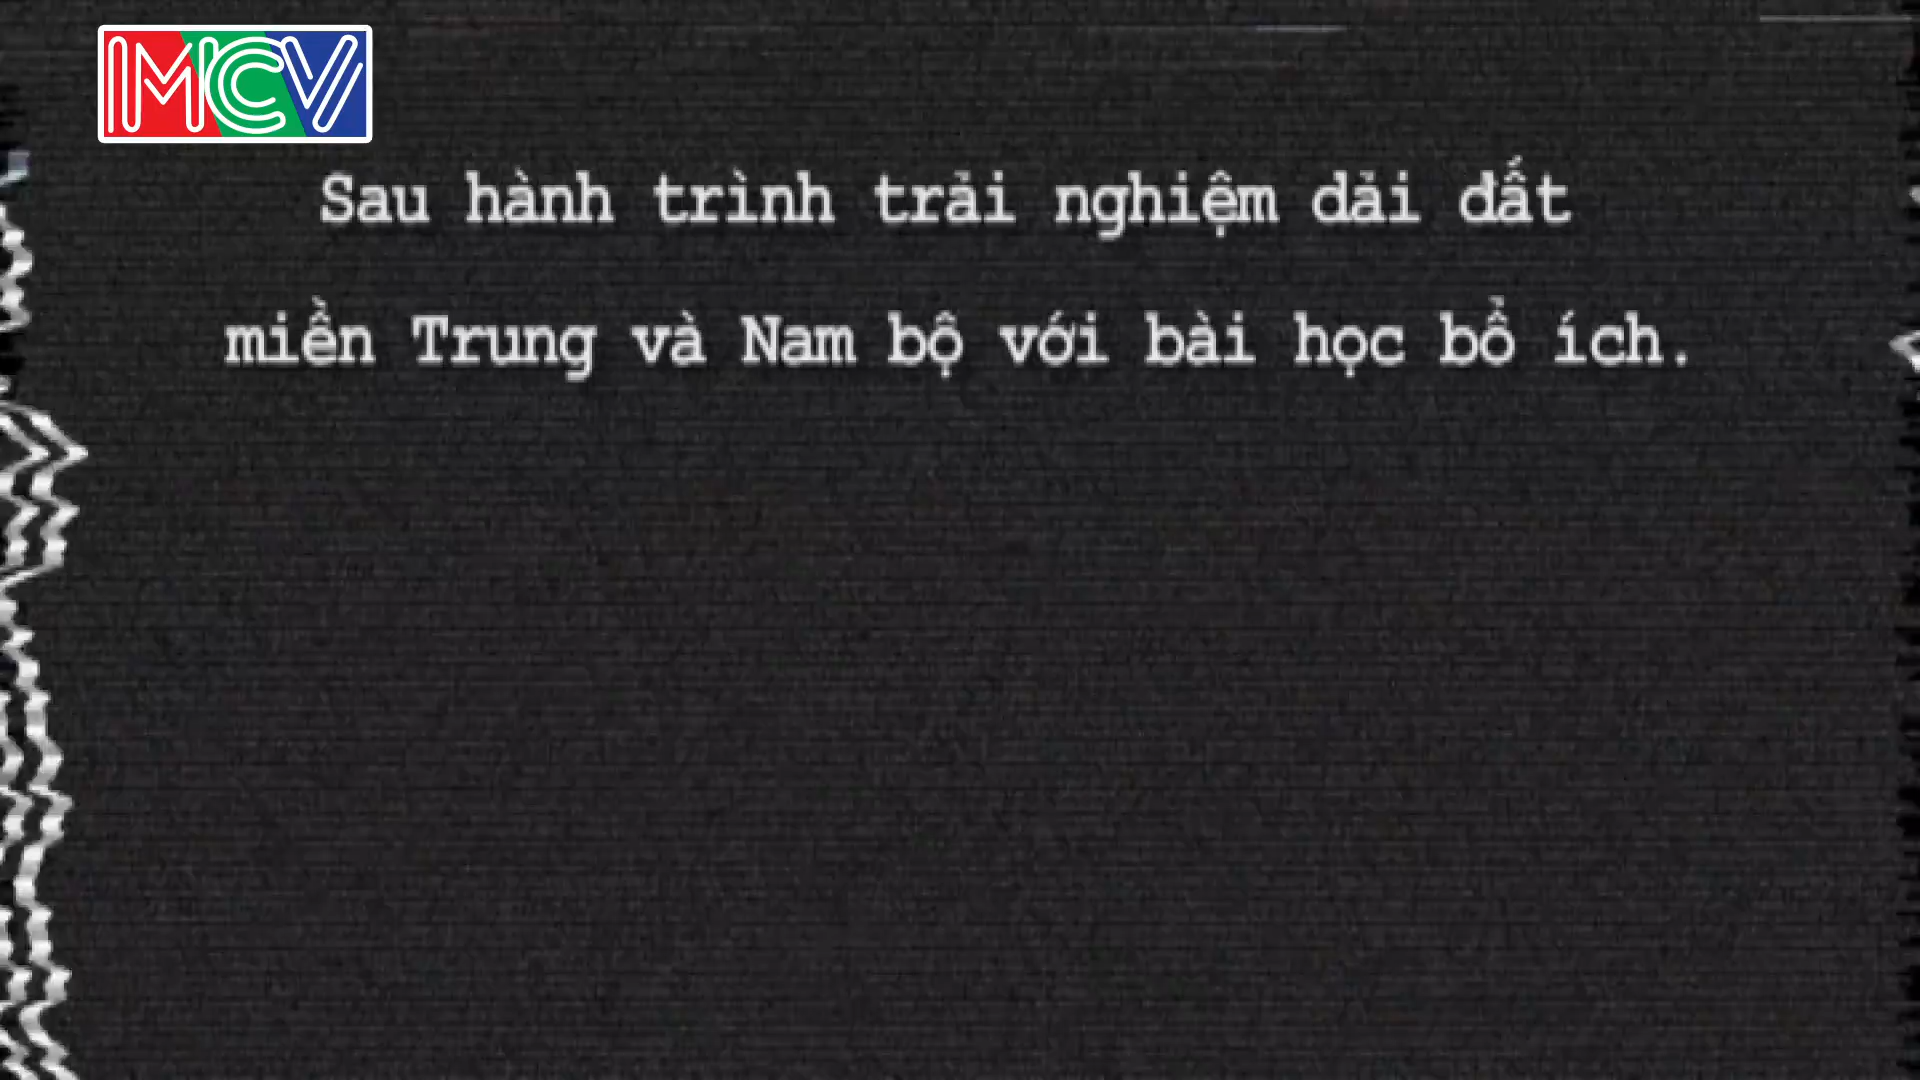 MCV
Sau hành trình trải nghiệm dải đất
miền Trung và Nam bộ với bài học bổ ích.